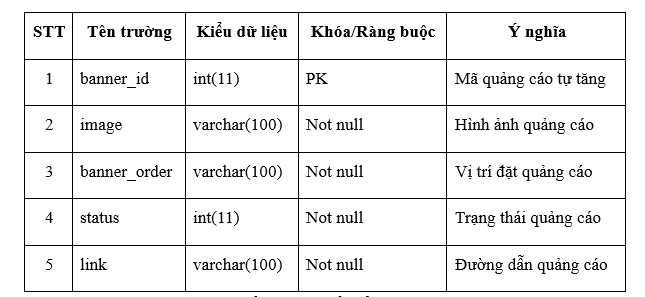 STT Tên trường Kiểu dữ liệu Khóa/Ràng buộc Ý nghĩa
1 banner_id int(11) PK Mã quảng cáo tự tăng
2 image varchar(100) Not null Hình ảnh quảng cáo
3 banner_order varchar(100) Not null Vị trí đặt quảng cáo
4 status int(11) Not null Trạng thái quảng cáo
5 link varchar(100) Not null Đường dẫn quảng cáo